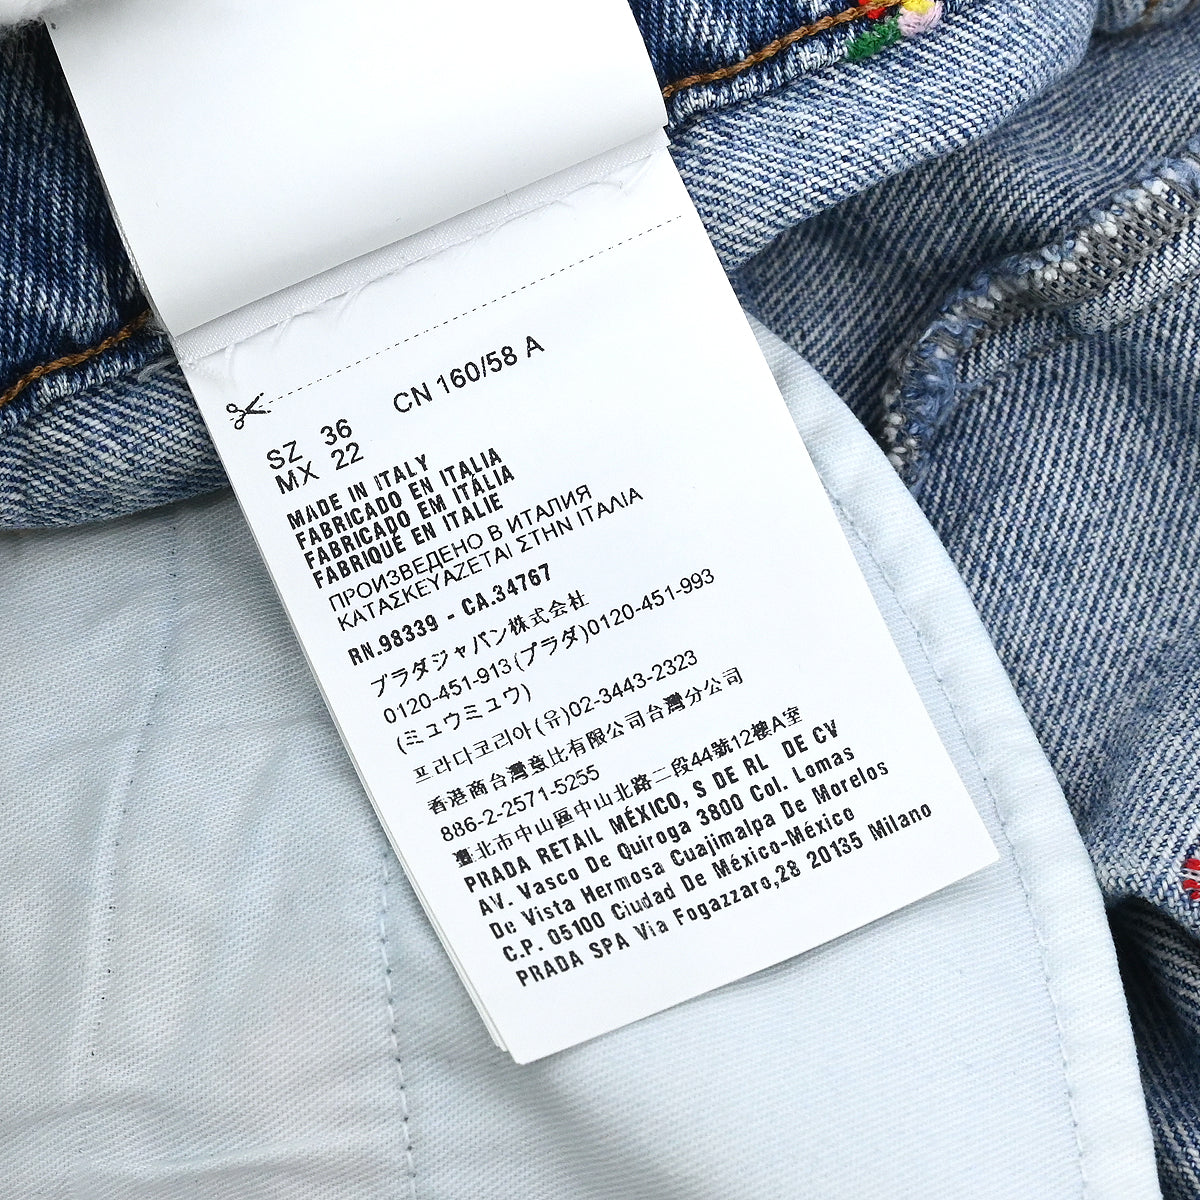 SZ 36 CN 160/58 A
MX 22
MADE IN ITALY
FABRICADO EN ITALIA
FABRICADO EM ITÁLIA
FABRIQUÉ EN ITALIE
ПРОИЗВЕДЕНО В ИТАЛИЯ
ΚΑΤΑΣΚΕΥΑΖΕΤΑΙ ΣΤΗΝ ΙΤΑΛΙΑ
RN.98339 - CA.34767
プラダジャパン株式会社
0120-451-913(プラダ)0120-451-993
(ミュウミュウ)
프라다코리아(유)02-3443-2323
香港商台灣意比有限公司台灣分公司
886-2-2571-5255
臺北市中山區中山北路二段44號12樓A室
PRADA RETAIL MÉXICO, S DE RL DE CV
AV. Vasco De Quiroga 3800 Col. Lomas
De Vista Hermosa Cuajimalpa De Morelos
C.P. 05100 Ciudad De México-México
PRADA SPA Via Fogazzaro,28 20135 Milano